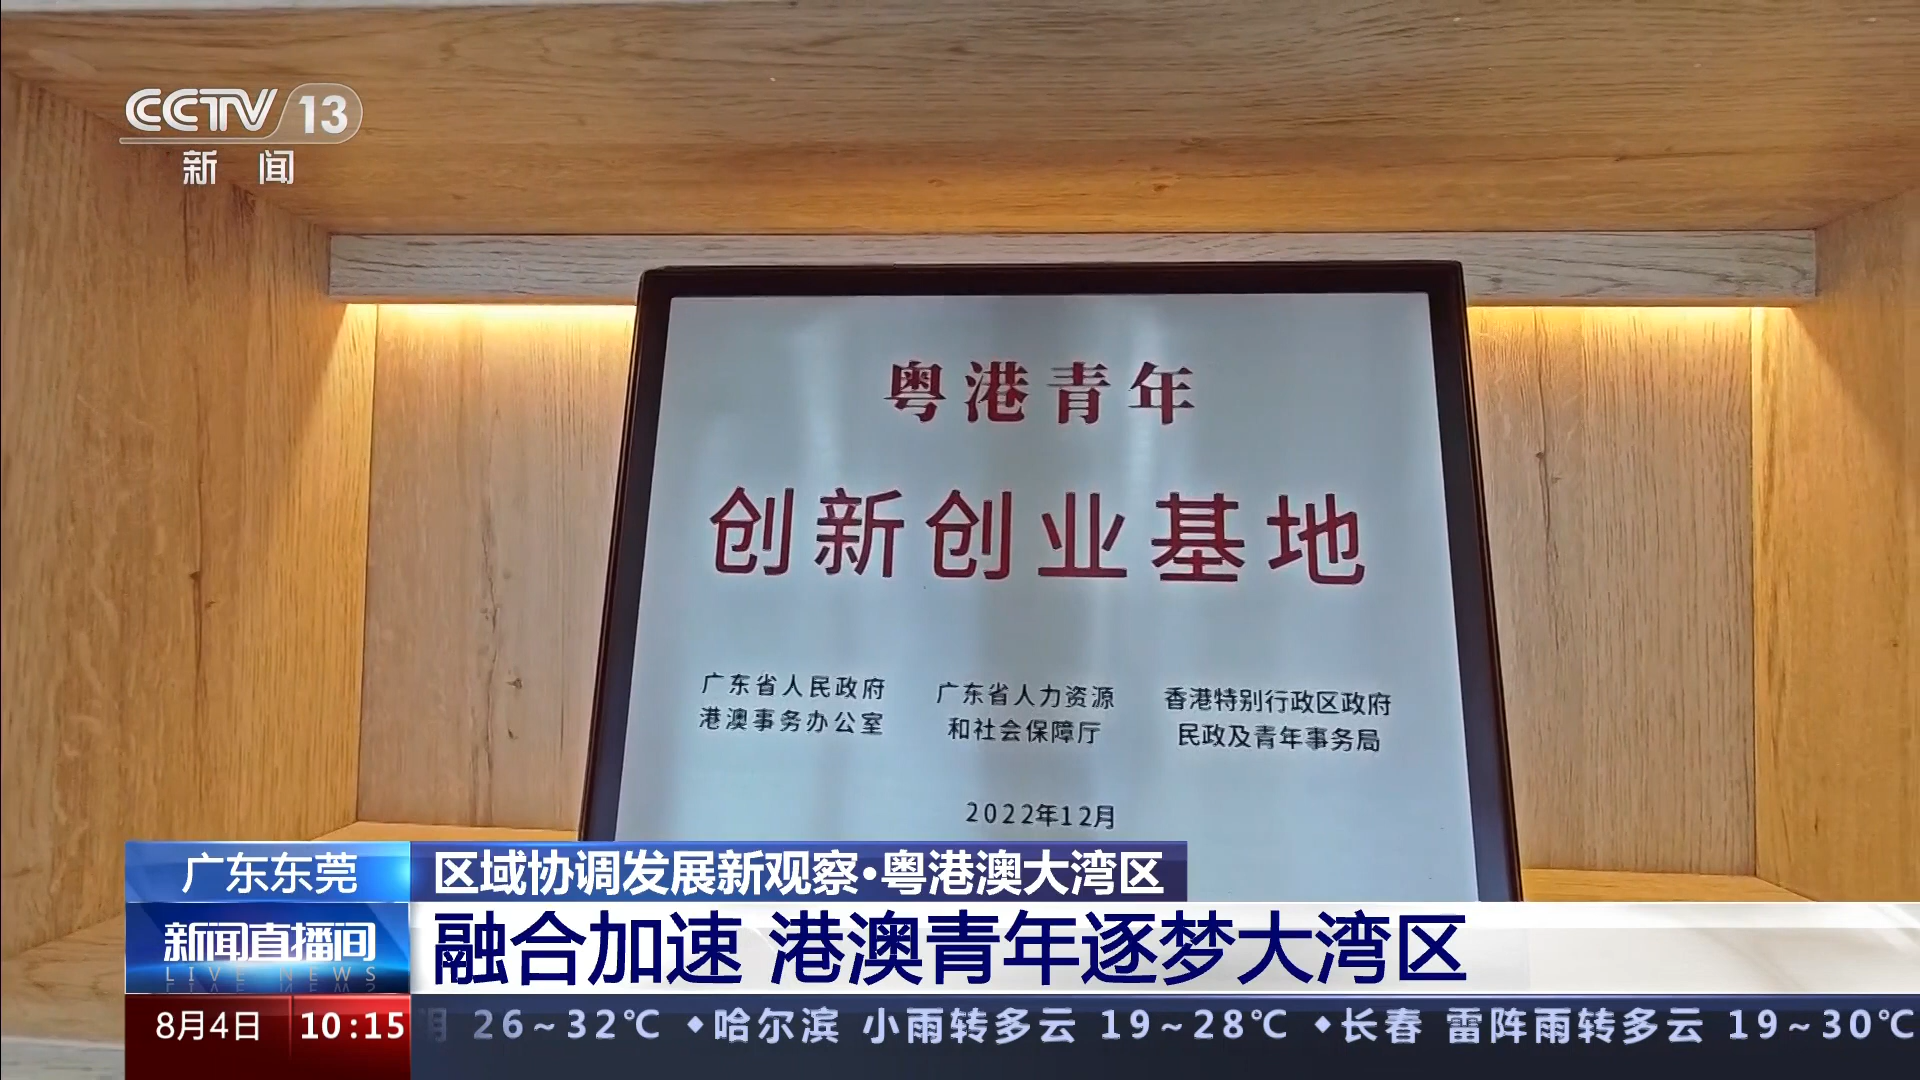 CCTV 13
新闻
粤港青年
创新创业基地
广东省人民政府
港澳事务办公室
广东省人力资源
和社会保障厅
香港特别行政区政府
民政及青年事务局
2022年12月
广东东莞
区域协调发展新观察·粤港澳大湾区
新闻直播间
LIVE NEWS
融合加速 港澳青年逐梦大湾区
8月4日 10:15
26~32℃ ◆哈尔滨 小雨转多云 19~28℃ ◆长春 雷阵雨转多云 19~30℃